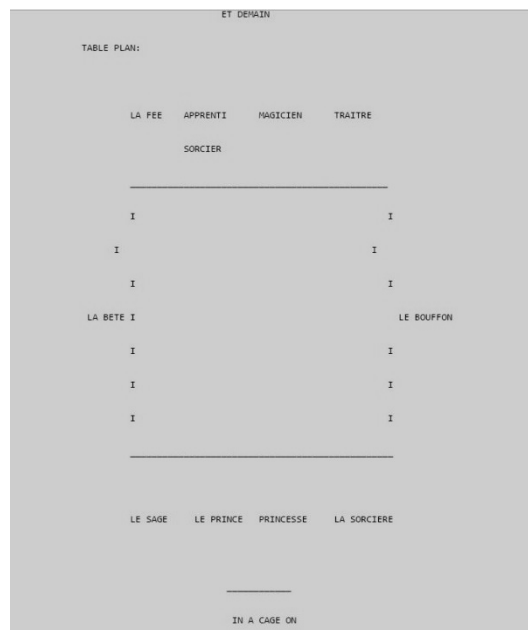 ET DEMAIN
TABLE PLAN:
LA FEE APPRENTI MAGICIEN TRAITRE
SORCIER
I I
I I
I I
LA BETE I LE BOUFFON
I I
I I
I I
LE SAGE LE PRINCE PRINCESSE LA SORCIERE
IN A CAGE ON